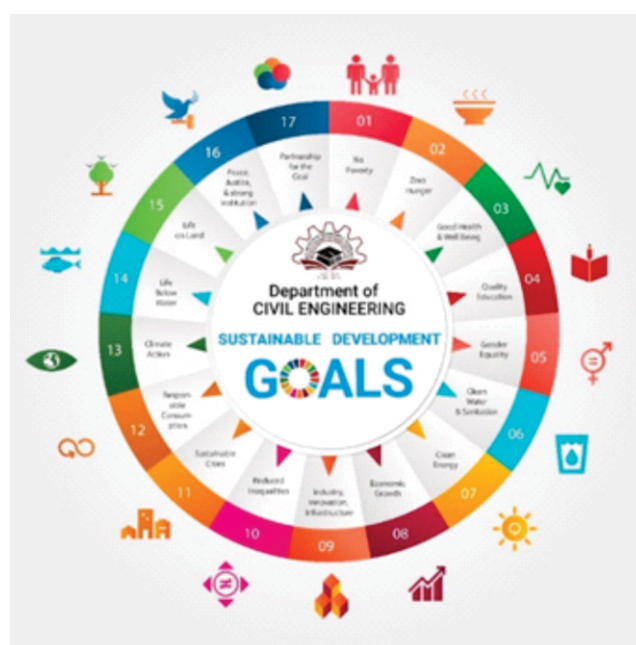 Department of
CIVIL ENGINEERING
SUSTAINABLE DEVELOPMENT
GOALS
01
No
Poverty
02
Zero
Hunger
03
Good Health
& Well Being
04
Quality
Education
05
Gender
Equality
06
Clean
Water
& Sanitation
07
Clean
Energy
08
Economic
Growth
09
Industry,
Innovation,
Infrastructure
10
Reduced
Inequalities
11
Sustainable
Cities
12
Respon-
sible
Consum-
ption
13
Climate
Action
14
Life
Below
Water
15
Life
on Land
16
Peace,
Justice,
& strong
institution
17
Partnership
for the
Goal